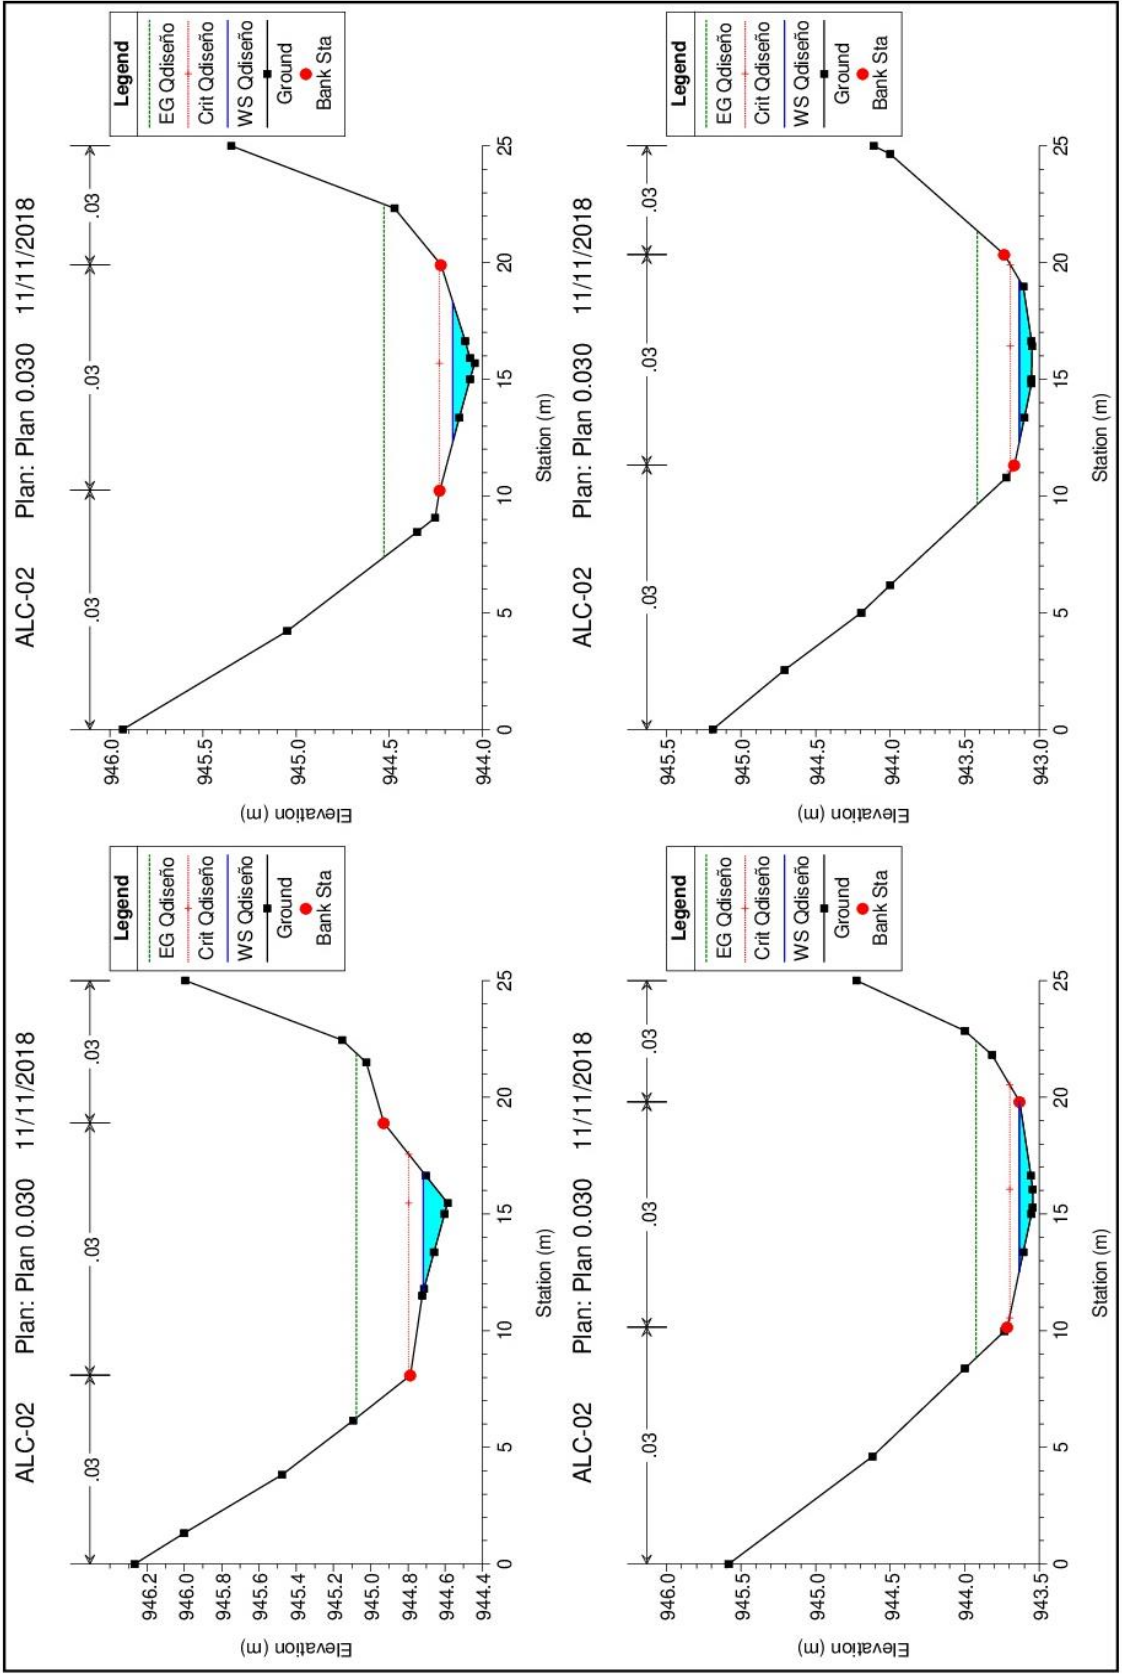 ALC-02 Plan: Plan 0.030 11/11/2018
.03
.03
.03
Legend
EG Qdiseño
Crit Qdiseño
WS Qdiseño
Ground
Bank Sta
946.2
946.0
945.8
945.6
945.4
945.2
945.0
944.8
944.6
944.4
Elevation (m)
0 5 10 15 20 25
Station (m)
ALC-02 Plan: Plan 0.030 11/11/2018
.03
.03
.03
Legend
EG Qdiseño
Crit Qdiseño
WS Qdiseño
Ground
Bank Sta
946.0
945.5
945.0
944.5
944.0
Elevation (m)
0 5 10 15 20 25
Station (m)
ALC-02 Plan: Plan 0.030 11/11/2018
.03
.03
.03
Legend
EG Qdiseño
Crit Qdiseño
WS Qdiseño
Ground
Bank Sta
946.0
945.5
945.0
944.5
944.0
943.5
Elevation (m)
0 5 10 15 20 25
Station (m)
ALC-02 Plan: Plan 0.030 11/11/2018
.03
.03
.03
Legend
EG Qdiseño
Crit Qdiseño
WS Qdiseño
Ground
Bank Sta
945.5
945.0
944.5
944.0
943.5
943.0
Elevation (m)
0 5 10 15 20 25
Station (m)